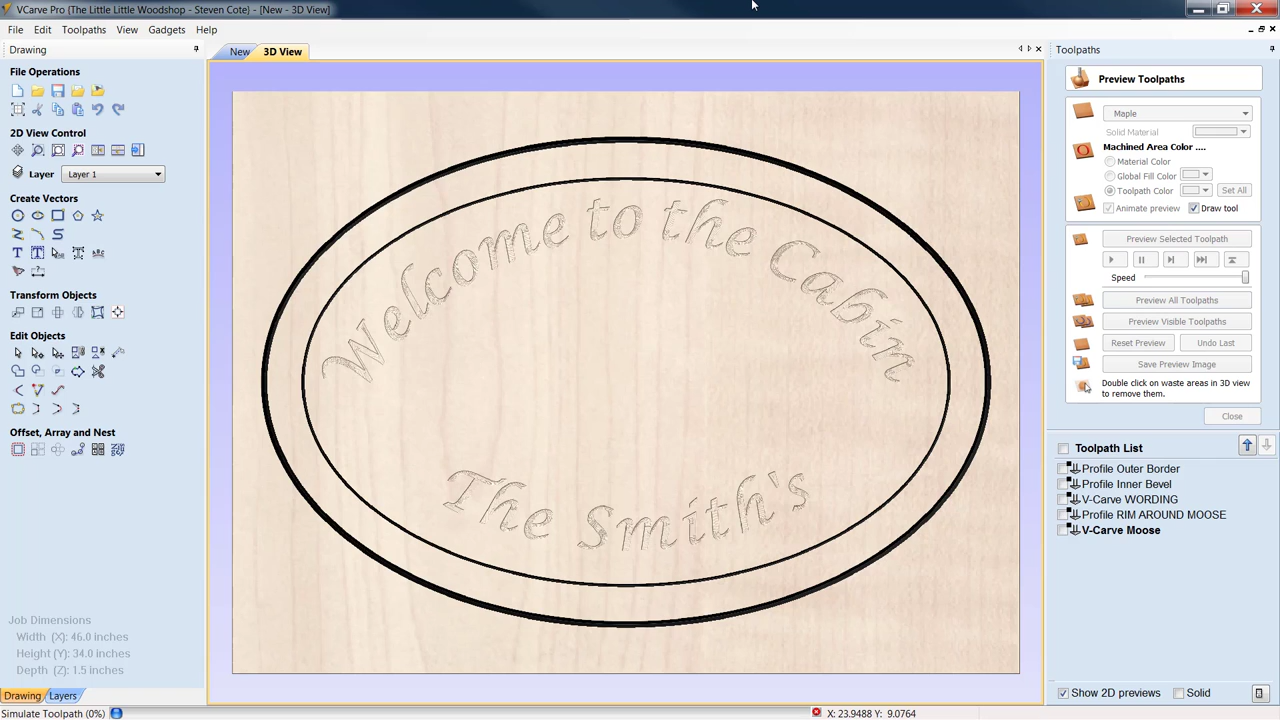 VCarve Pro (The Little Little Woodshop - Steven Cote) - [New - 3D View]
File Edit Toolpaths View Gadgets Help
Drawing
File Operations
2D View Control
Layer Layer 1
Create Vectors
Transform Objects
Edit Objects
Offset, Array and Nest
Job Dimensions
Width (X): 46.0 inches
Height (Y): 34.0 inches
Depth (Z): 1.5 inches
Drawing Layers
Simulate Toolpath (0%)
New 3D View
Welcome to the Cabin
The Smith's
X: 23.9488 Y: 9.0764
Toolpaths
Preview Toolpaths
Maple
Solid Material
Machined Area Color ....
Material Color
Global Fill Color
Toolpath Color Set All
Animate preview Draw tool
Preview Selected Toolpath
Speed
Preview All Toolpaths
Preview Visible Toolpaths
Reset Preview Undo Last
Save Preview Image
Double click on waste areas in 3D view
to remove them.
Close
Toolpath List
Profile Outer Border
Profile Inner Bevel
V-Carve WORDING
Profile RIM AROUND MOOSE
V-Carve Moose
Show 2D previews Solid